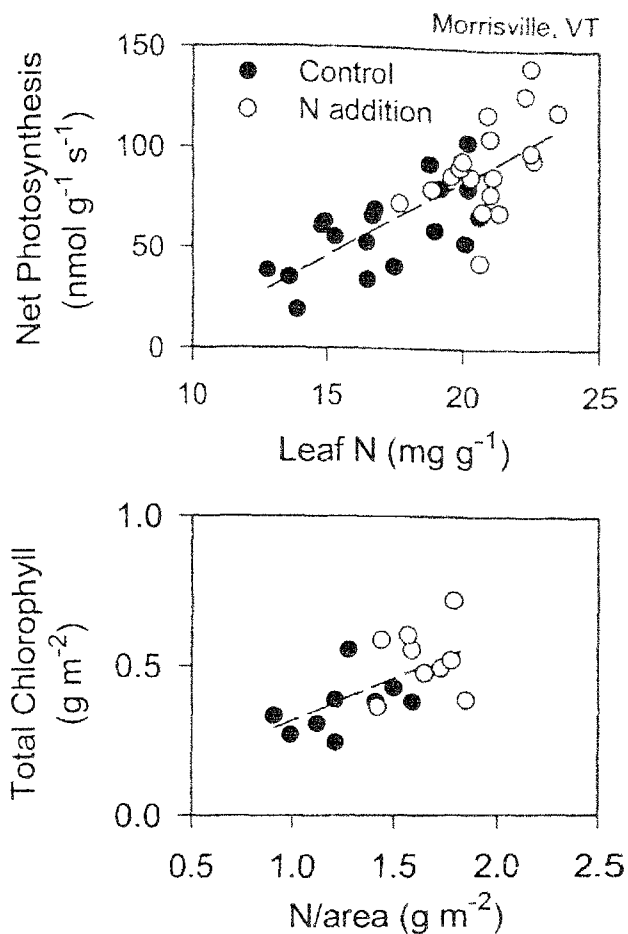 Morrisville, VT
150
Control
N addition
100
50
0
Net Photosynthesis
(nmol g⁻¹ s⁻¹)
10 15 20 25
Leaf N (mg g⁻¹)
1.0
0.5
0.0
Total Chlorophyll
(g m⁻²)
0.5 1.0 1.5 2.0 2.5
N/area (g m⁻²)